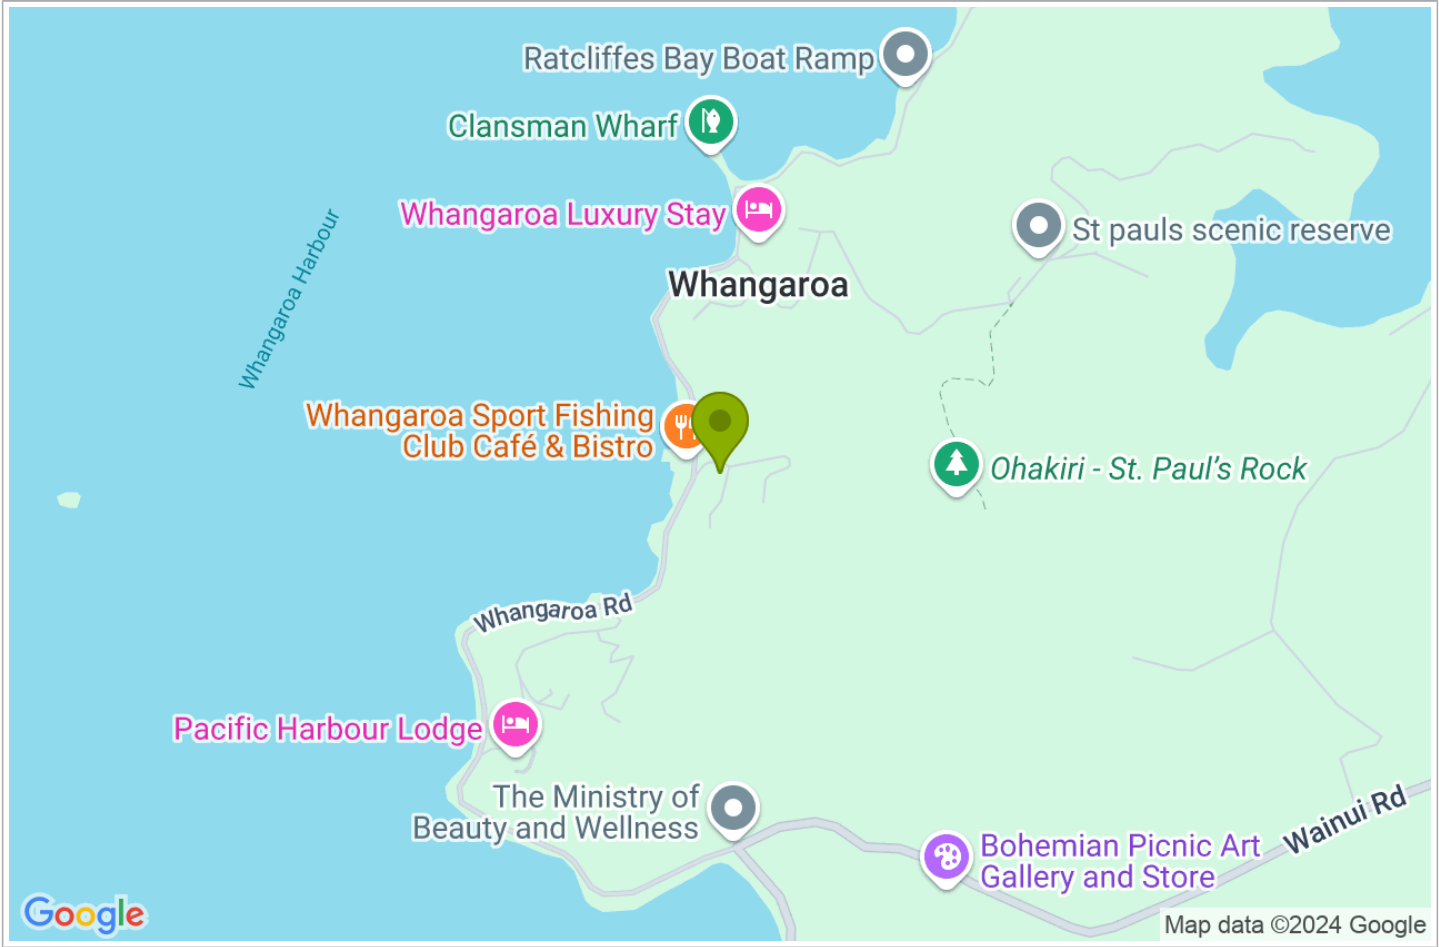 Ratcliffes Bay Boat Ramp
Clansman Wharf
Whangaroa Luxury Stay
St pauls scenic reserve
Whangaroa Harbour
Whangaroa
Whangaroa Sport Fishing
Club Café & Bistro
Ohakiri - St. Paul's Rock
Whangaroa Rd
Pacific Harbour Lodge
The Ministry of
Beauty and Wellness
Wainui Rd
Bohemian Picnic Art
Gallery and Store
Google
Map data ©2024 Google